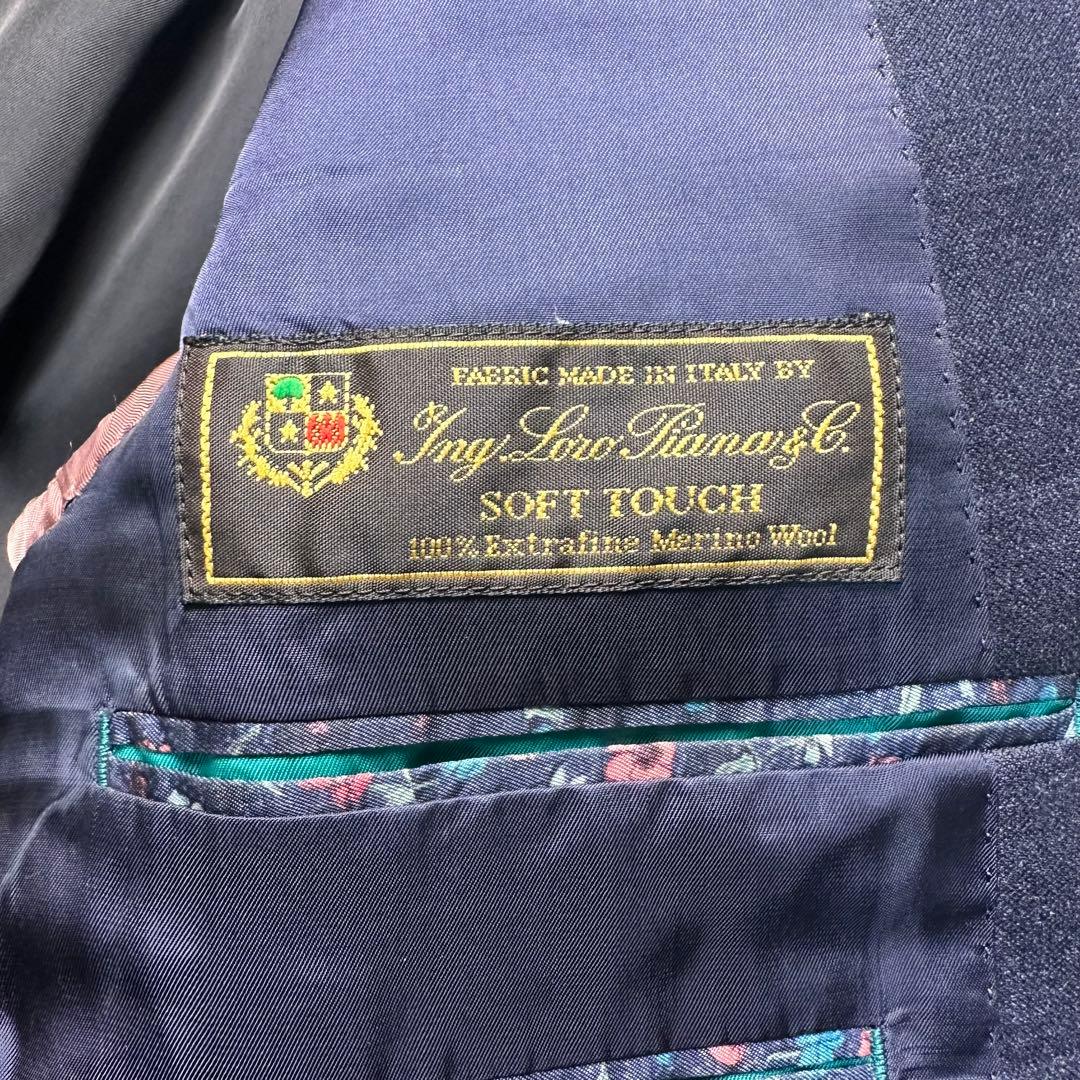 FABRIC MADE IN ITALY BY
Ing. Loro Piana & C.
SOFT TOUCH
100% Extrafine Merino Wool